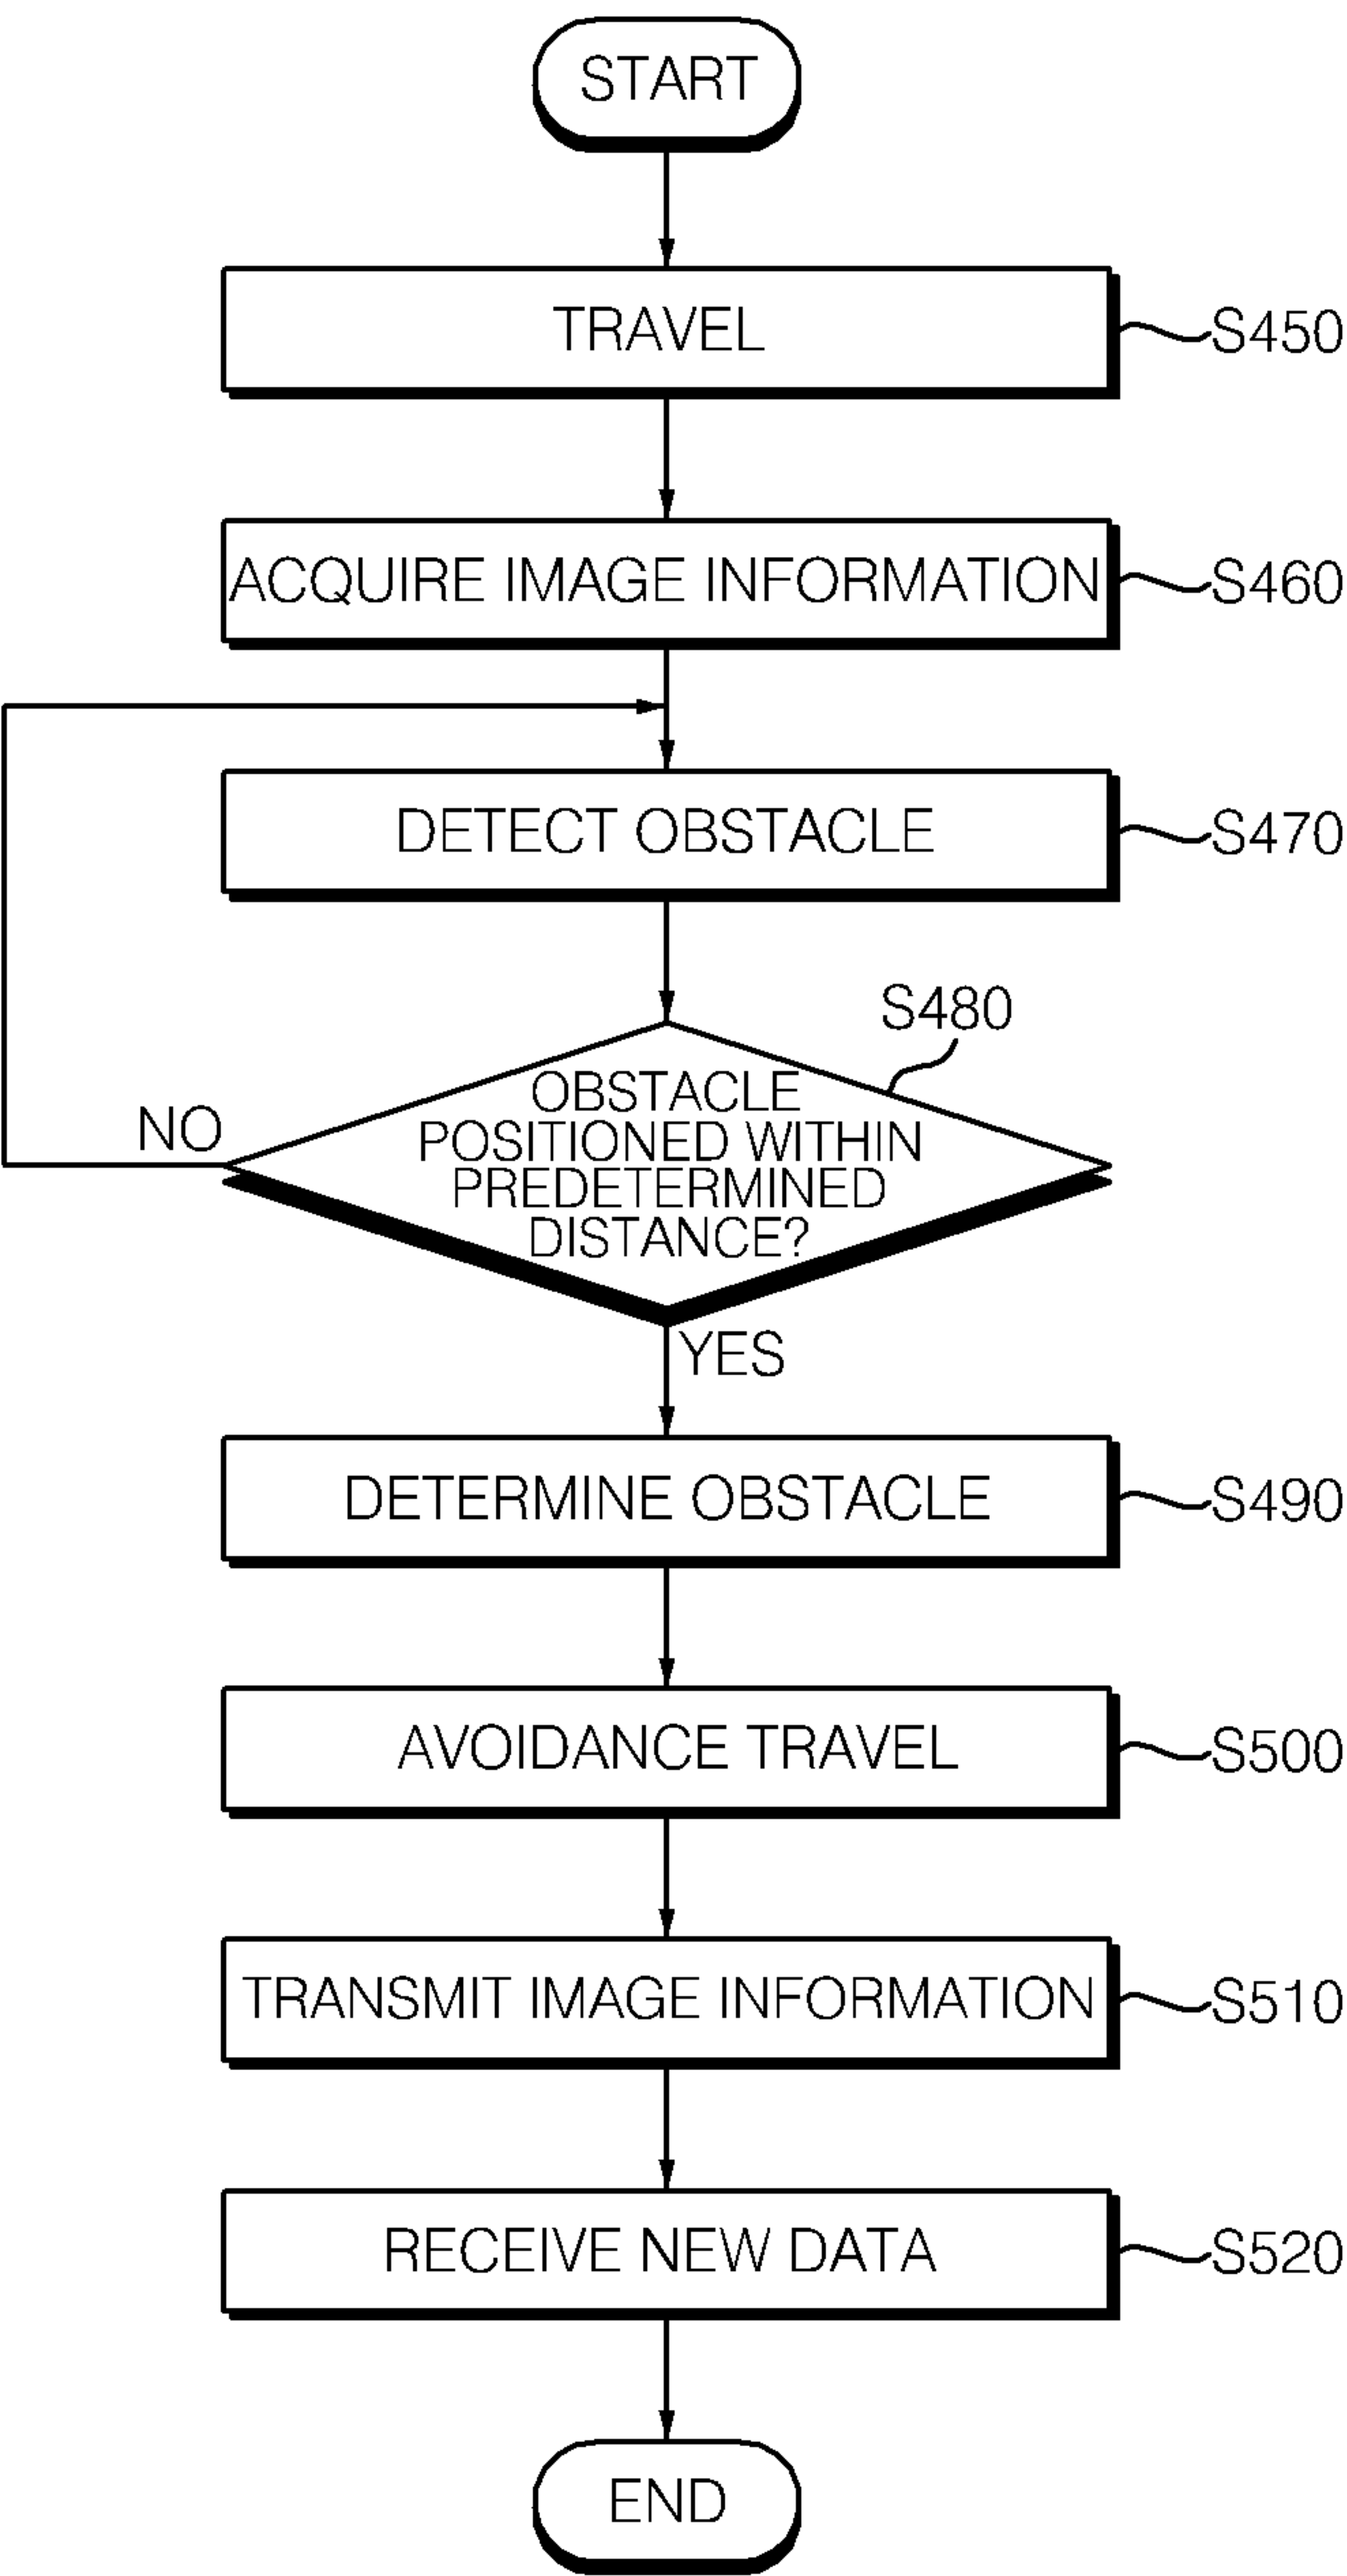 START
TRAVEL
S450
ACQUIRE IMAGE INFORMATION
S460
DETECT OBSTACLE
S470
S480
OBSTACLE
POSITIONED WITHIN
PREDETERMINED
DISTANCE?
NO
YES
DETERMINE OBSTACLE
S490
AVOIDANCE TRAVEL
S500
TRANSMIT IMAGE INFORMATION
S510
RECEIVE NEW DATA
S520
END